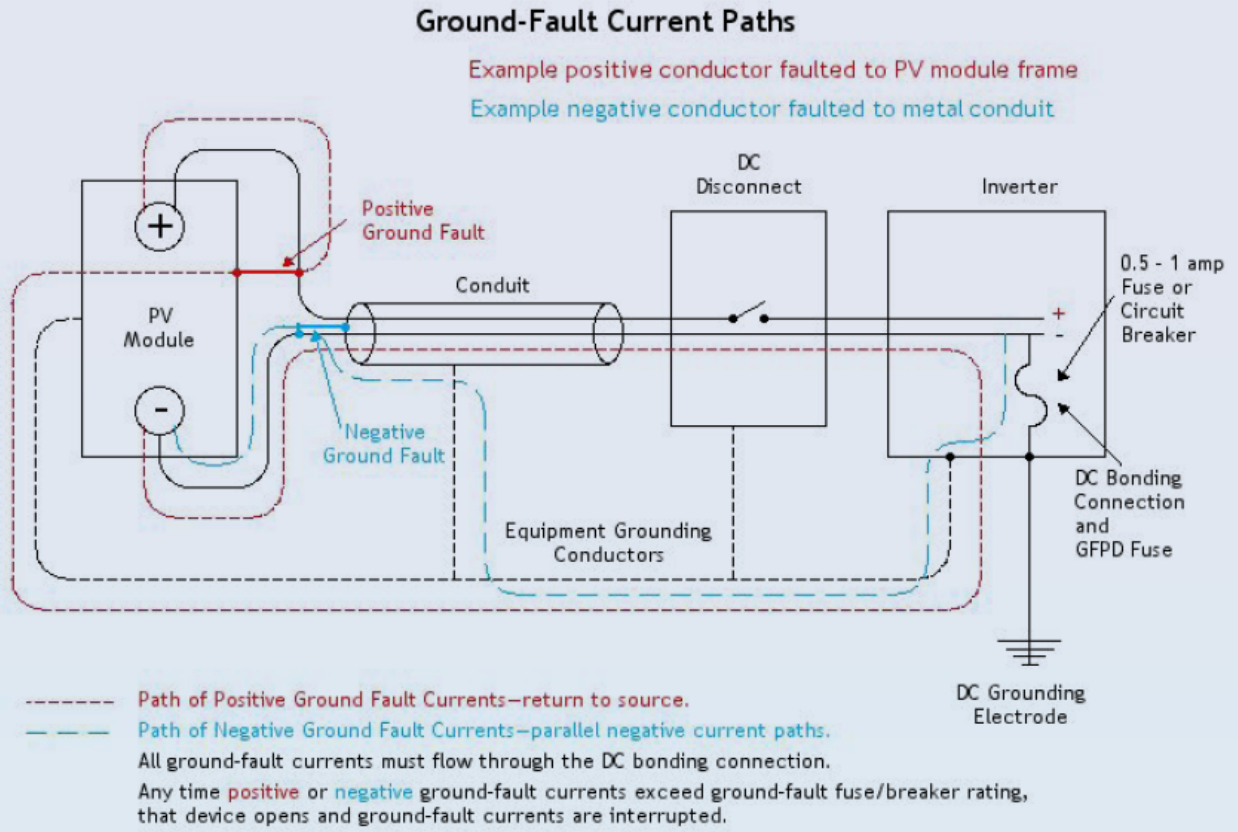 Ground-Fault Current Paths
Example positive conductor faulted to PV module frame
Example negative conductor faulted to metal conduit
DC
Disconnect
Inverter
+
Positive
Ground Fault
0.5 - 1 amp
Fuse or
Circuit
Breaker
Conduit
PV
Module
+
-
-
Negative
Ground Fault
DC Bonding
Connection
and
GFPD Fuse
Equipment Grounding
Conductors
DC Grounding
Electrode
Path of Positive Ground Fault Currents—return to source.
Path of Negative Ground Fault Currents—parallel negative current paths.
All ground-fault currents must flow through the DC bonding connection.
Any time positive or negative ground-fault currents exceed ground-fault fuse/breaker rating,
that device opens and ground-fault currents are interrupted.